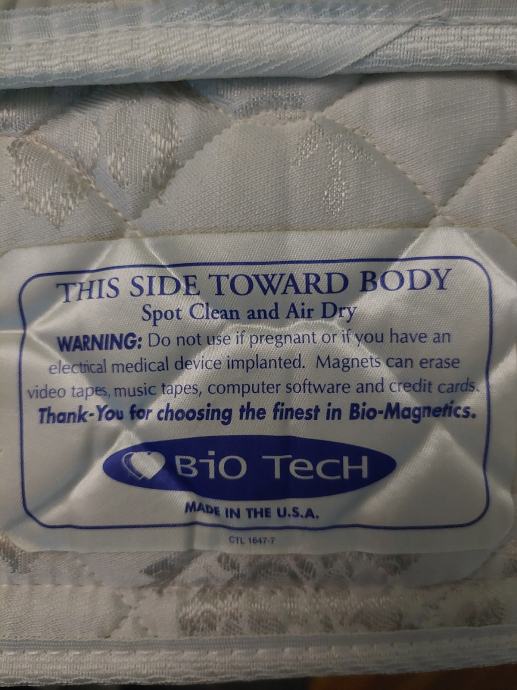 THIS SIDE TOWARD BODY
Spot Clean and Air Dry
WARNING: Do not use if pregnant or if you have an
electrical medical device implanted. Magnets can erase
video tapes, music tapes, computer software and credit cards.
Thank-You for choosing the finest in Bio-Magnetics.
BiO TecH
MADE IN THE U.S.A.
CTL 1647-7